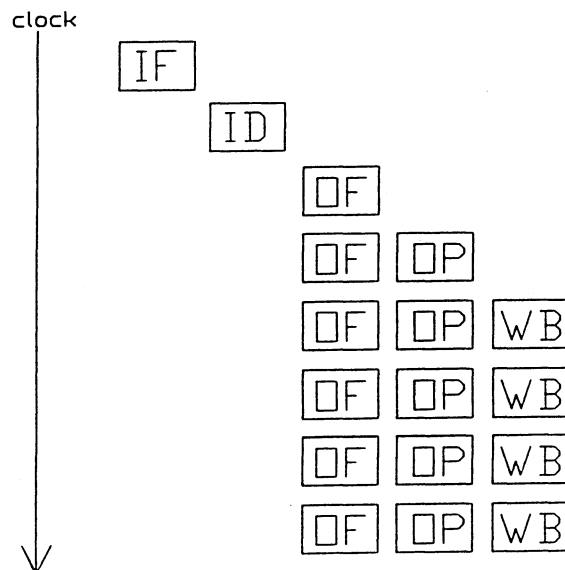 clock
IF
ID
OF
OF OP
OF OP WB
OF OP WB
OF OP WB
OF OP WB